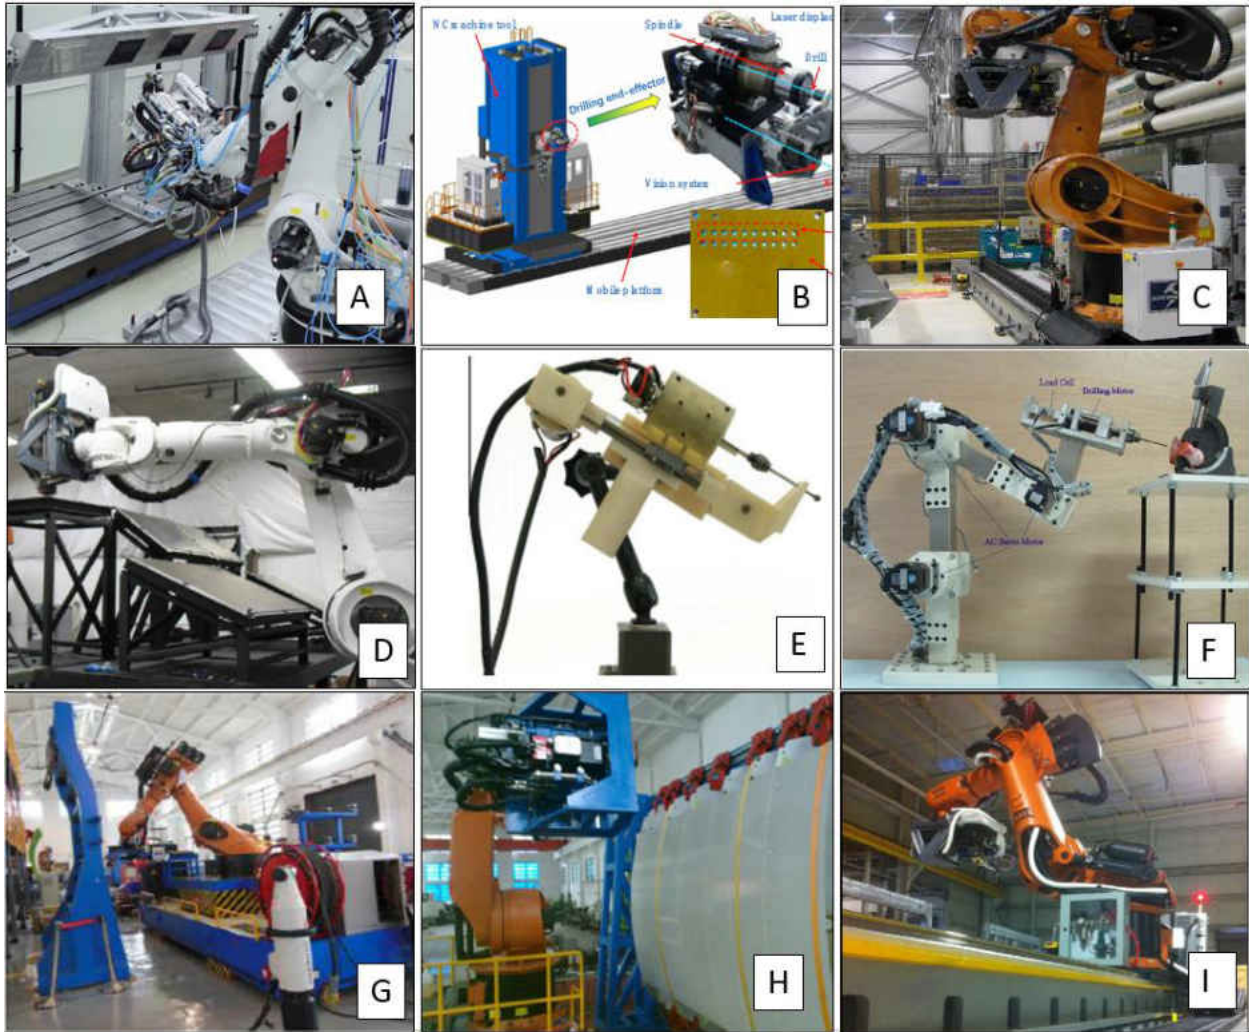 NC machine tool
Spindle
Laser displac
Drill
Drilling end-effector
Vision system
Mobile platform
A
B
C
Load Cell
Drilling Motor
AC Servo Motor
D
E
F
G
H
I